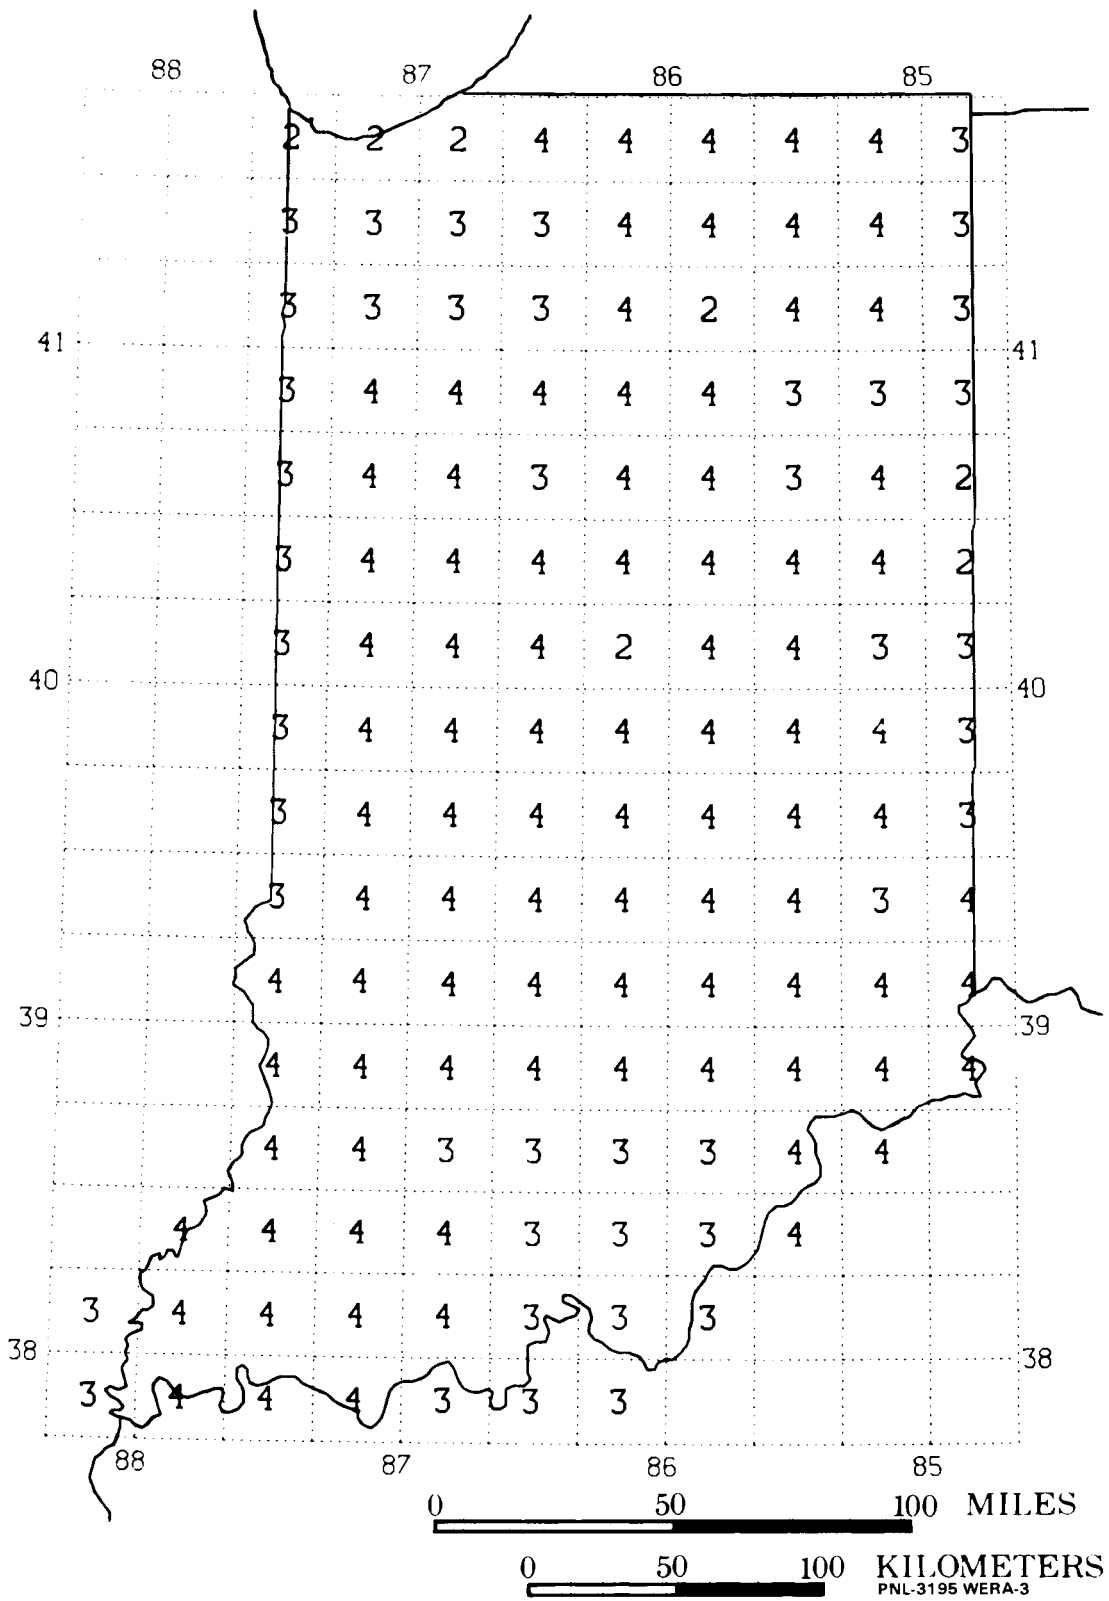 88 87 86 85
2 2 2 4 4 4 4 4 3
3 3 3 3 4 4 4 4 3
3 3 3 3 4 2 4 4 3
41 41
3 4 4 4 4 4 3 3 3
3 4 4 3 4 4 3 4 2
3 4 4 4 4 4 4 4 2
3 4 4 4 2 4 4 3 3
40 40
3 4 4 4 4 4 4 4 3
3 4 4 4 4 4 4 4 3
3 4 4 4 4 4 4 3 4
4 4 4 4 4 4 4 4 4
39 39
4 4 4 4 4 4 4 4 4
4 4 3 3 3 3 4 4
4 4 4 4 3 3 3 4
3 4 4 4 4 3 3 3
38 38
3 4 4 4 3 3 3
88 87 86 85
0 50 100 MILES
0 50 100 KILOMETERS
PNL-3195 WERA-3